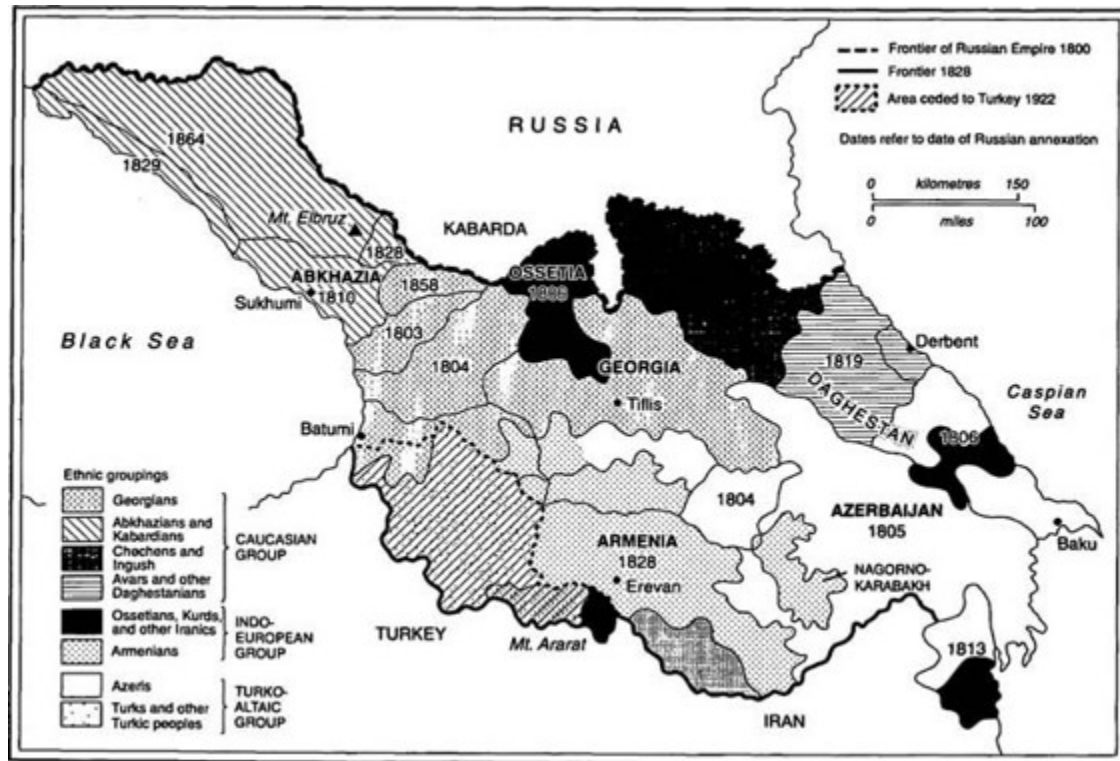 Frontier of Russian Empire 1800
Frontier 1828
Area ceded to Turkey 1922
Dates refer to date of Russian annexation
0 kilometres 150
0 miles 100
RUSSIA
1864
1829
Mt. Elbruz
KABARDA
1828
OSSETIA
ABKHAZIA
1858
1810
Sukhumi
1803
Black Sea
1804
GEORGIA
Tiflis
1819
Derbent
DAGHESTAN
Caspian
Sea
1806
Batumi
1804
AZERBAIJAN
1805
Baku
ARMENIA
1828
Erevan
NAGORNO-
KARABAKH
TURKEY
Mt. Ararat
1813
IRAN
Ethnic groupings
Georgians
Abkhazians and
Kabardians
Chechens and
Ingush
Avars and other
Daghestanians
CAUCASIAN
GROUP
Ossetians, Kurds,
and other Iranics
Armenians
INDO-
EUROPEAN
GROUP
Azeris
Turks and other
Turkic peoples
TURKO-
ALTAIC
GROUP